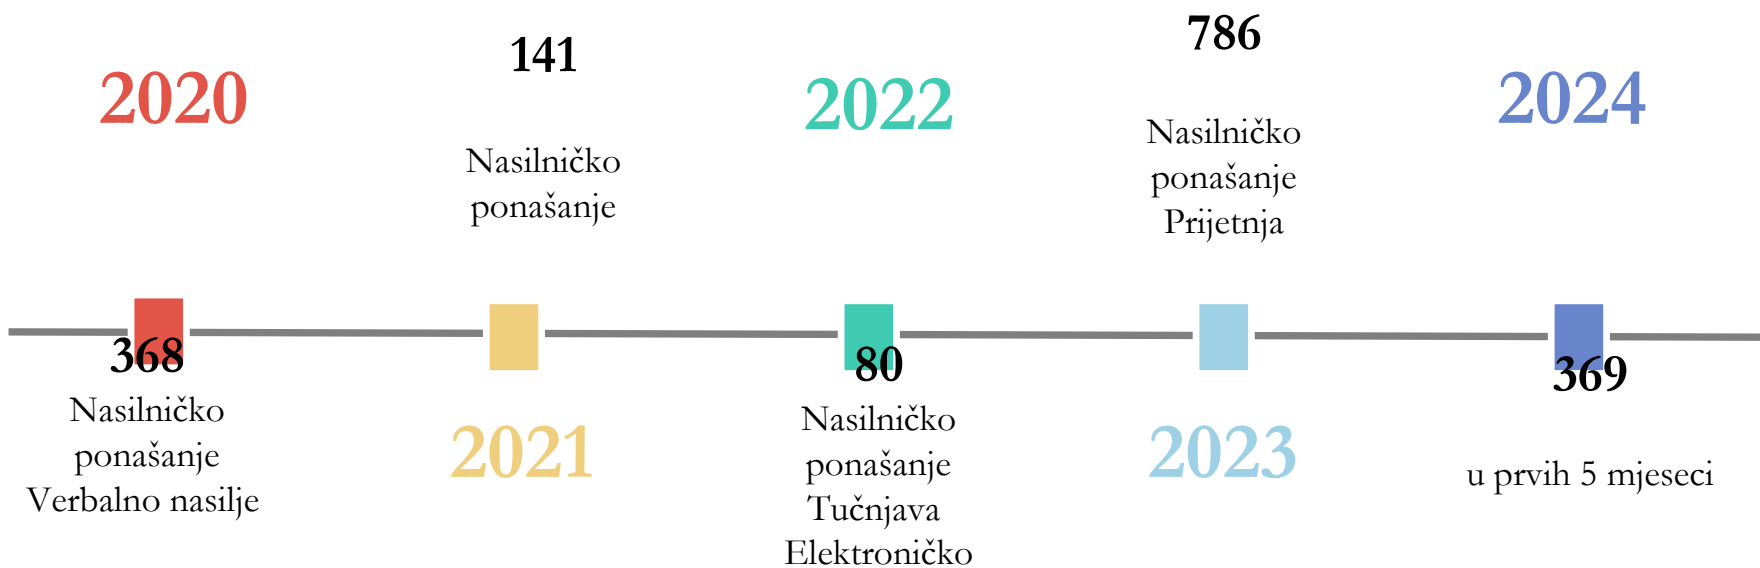 2020
368
Nasilničko
ponašanje
Verbalno nasilje
141
Nasilničko
ponašanje
2021
2022
80
Nasilničko
ponašanje
Tučnjava
Elektroničko
786
Nasilničko
ponašanje
Prijetnja
2023
2024
369
u prvih 5 mjeseci